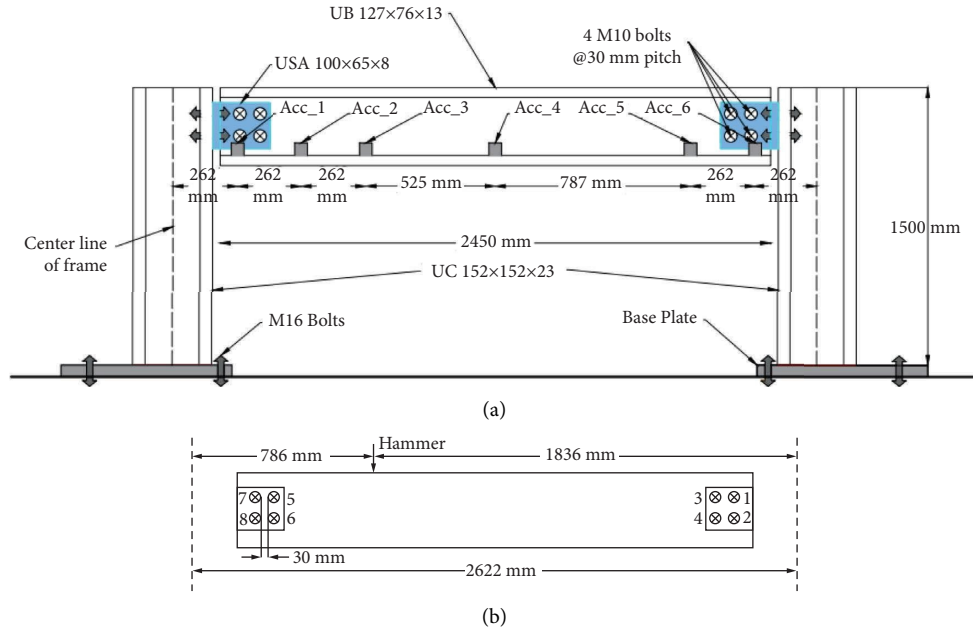 UB 127×76×13
4 M10 bolts
@30 mm pitch
USA 100×65×8
Acc_1
Acc_2
Acc_3
Acc_4
Acc_5
Acc_6
262
mm
262
mm
262
mm
525 mm
787 mm
262
mm
262
mm
Center line
of frame
2450 mm
1500 mm
UC 152×152×23
M16 Bolts
Base Plate
(a)
Hammer
786 mm
1836 mm
7
5
8
6
3
1
4
2
30 mm
2622 mm
(b)